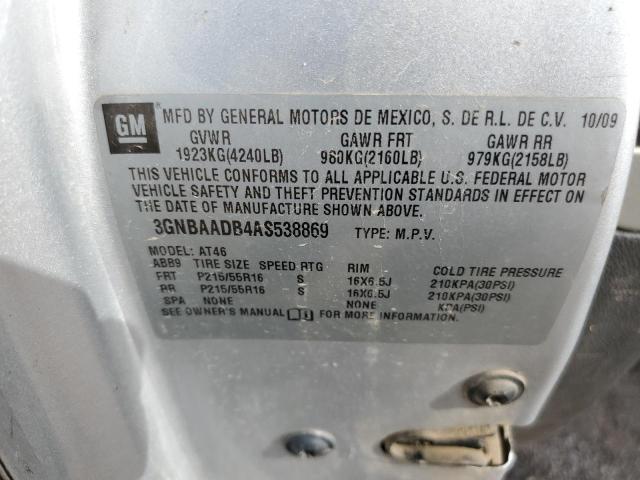 GM
MFD BY GENERAL MOTORS DE MEXICO, S. DE R.L. DE C.V. 10/09
GVWR GAWR FRT GAWR RR
1923KG(4240LB) 980KG(2160LB) 979KG(2158LB)
THIS VEHICLE CONFORMS TO ALL APPLICABLE U.S. FEDERAL MOTOR
VEHICLE SAFETY AND THEFT PREVENTION STANDARDS IN EFFECT ON
THE DATE OF MANUFACTURE SHOWN ABOVE.
3GNBAADB4AS538869 TYPE: M.P.V.
MODEL: AT46
ABB9 TIRE SIZE SPEED RTG RIM COLD TIRE PRESSURE
FRT P215/55R16 S 16X6.5J 210KPA(30PSI)
RR P215/55R16 S 16X6.5J 210KPA(30PSI)
SPA NONE NONE KPA(PSI)
SEE OWNER'S MANUAL FOR MORE INFORMATION.